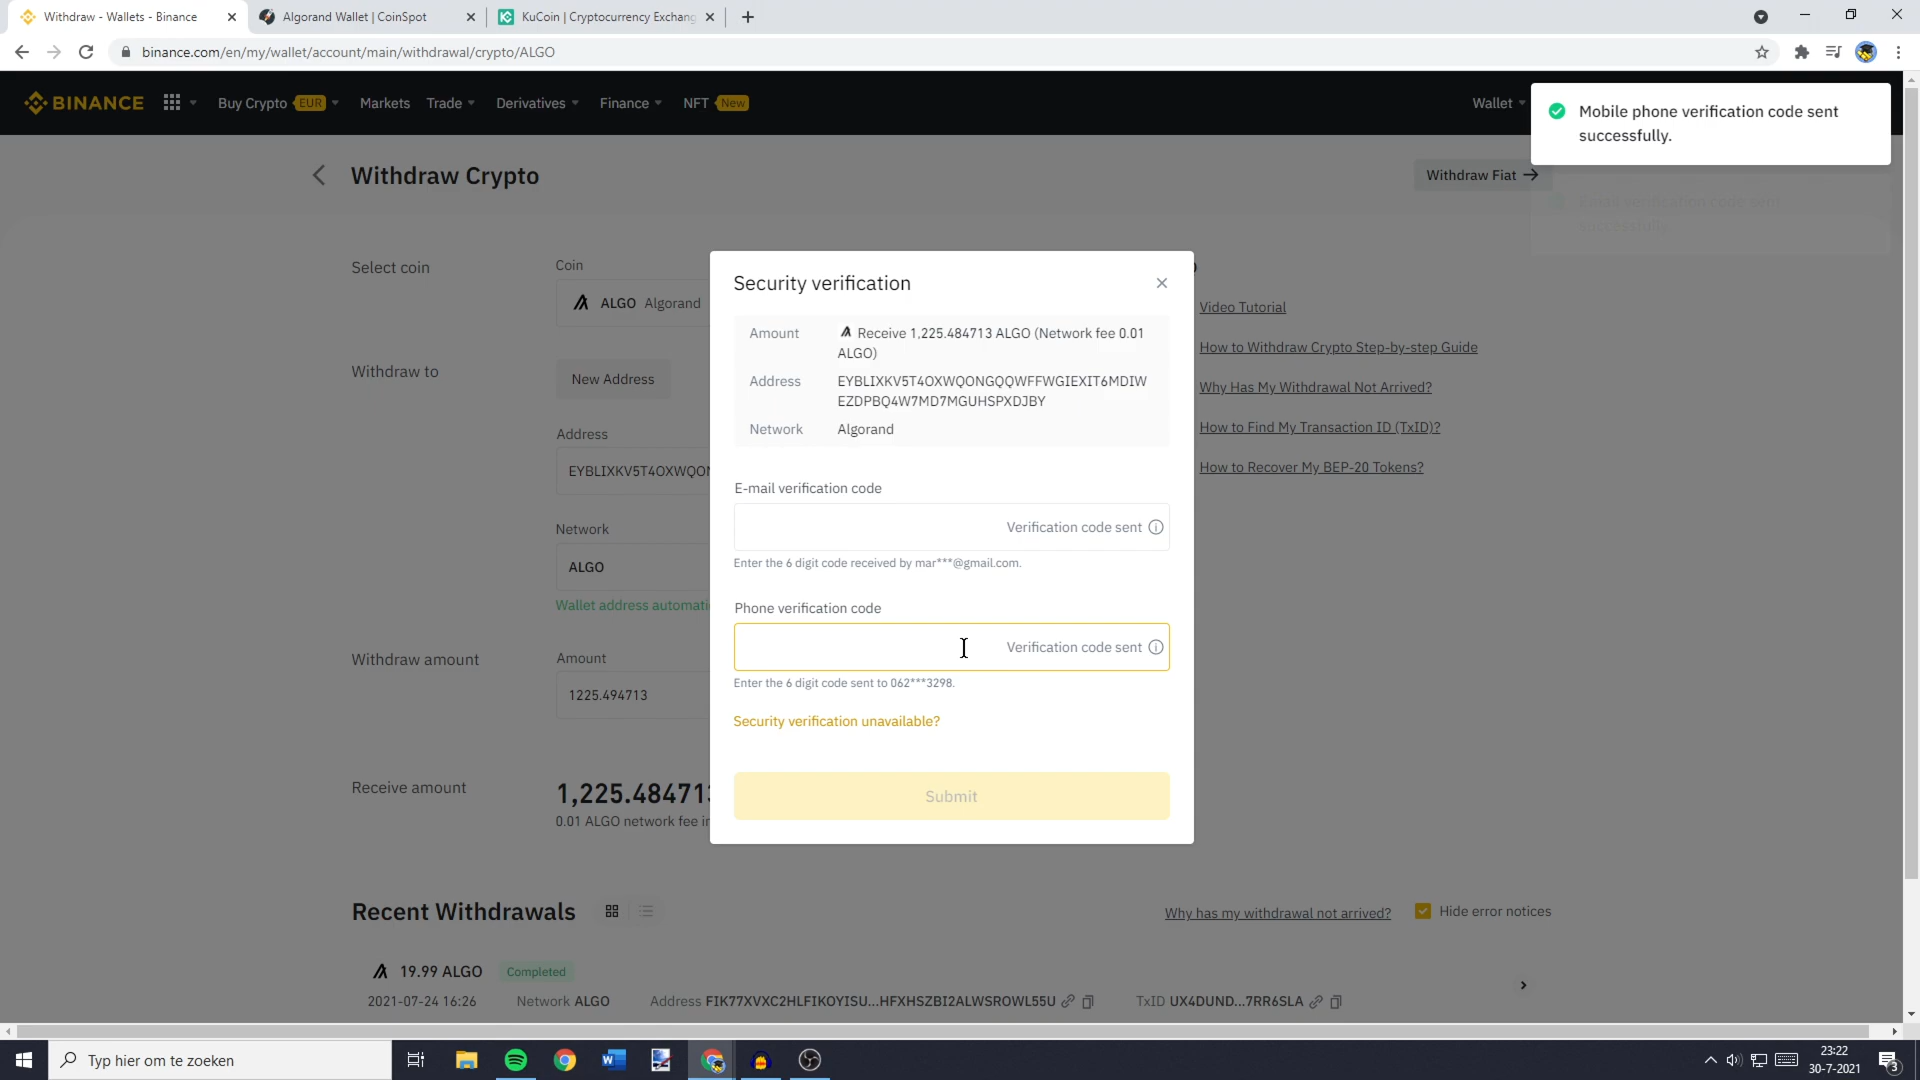 Withdraw - Wallets - Binance
Algorand Wallet | CoinSpot
KuCoin | Cryptocurrency Exchang
binance.com/en/my/wallet/account/main/withdrawal/crypto/ALGO
BINANCE
Buy Crypto EUR
Markets
Trade
Derivatives
Finance
NFT New
Wallet
Mobile phone verification code sent
successfully.
Email verification code sent
successfully.
Withdraw Crypto
Withdraw Fiat
Select coin
Coin
ALGO Algorand
Withdraw to
New Address
Address
EYBLIXKV5T4OXWQON
Network
ALGO
Wallet address automati
Withdraw amount
Amount
1225.494713
Receive amount
1,225.484713
0.01 ALGO network fee in
Security verification
Amount
Receive 1,225.484713 ALGO (Network fee 0.01
ALGO)
Address
EYBLIXKV5T4OXWQONGQQWFFWGIEXIT6MDIW
EZDPBQ4W7MD7MGUHSPXDJBY
Network
Algorand
E-mail verification code
Verification code sent
Enter the 6 digit code received by mar***@gmail.com.
Phone verification code
Verification code sent
Enter the 6 digit code sent to 062***3298.
Security verification unavailable?
Submit
Video Tutorial
How to Withdraw Crypto Step-by-step Guide
Why Has My Withdrawal Not Arrived?
How to Find My Transaction ID (TxID)?
How to Recover My BEP-20 Tokens?
Recent Withdrawals
Why has my withdrawal not arrived?
Hide error notices
19.99 ALGO Completed
2021-07-24 16:26
Network ALGO
Address FIK77XVXC2HLFIKOYISU...HFXHSZBI2ALWSROWL55U
TxID UX4DUND...7RR6SLA
Typ hier om te zoeken
23:22
30-7-2021
3